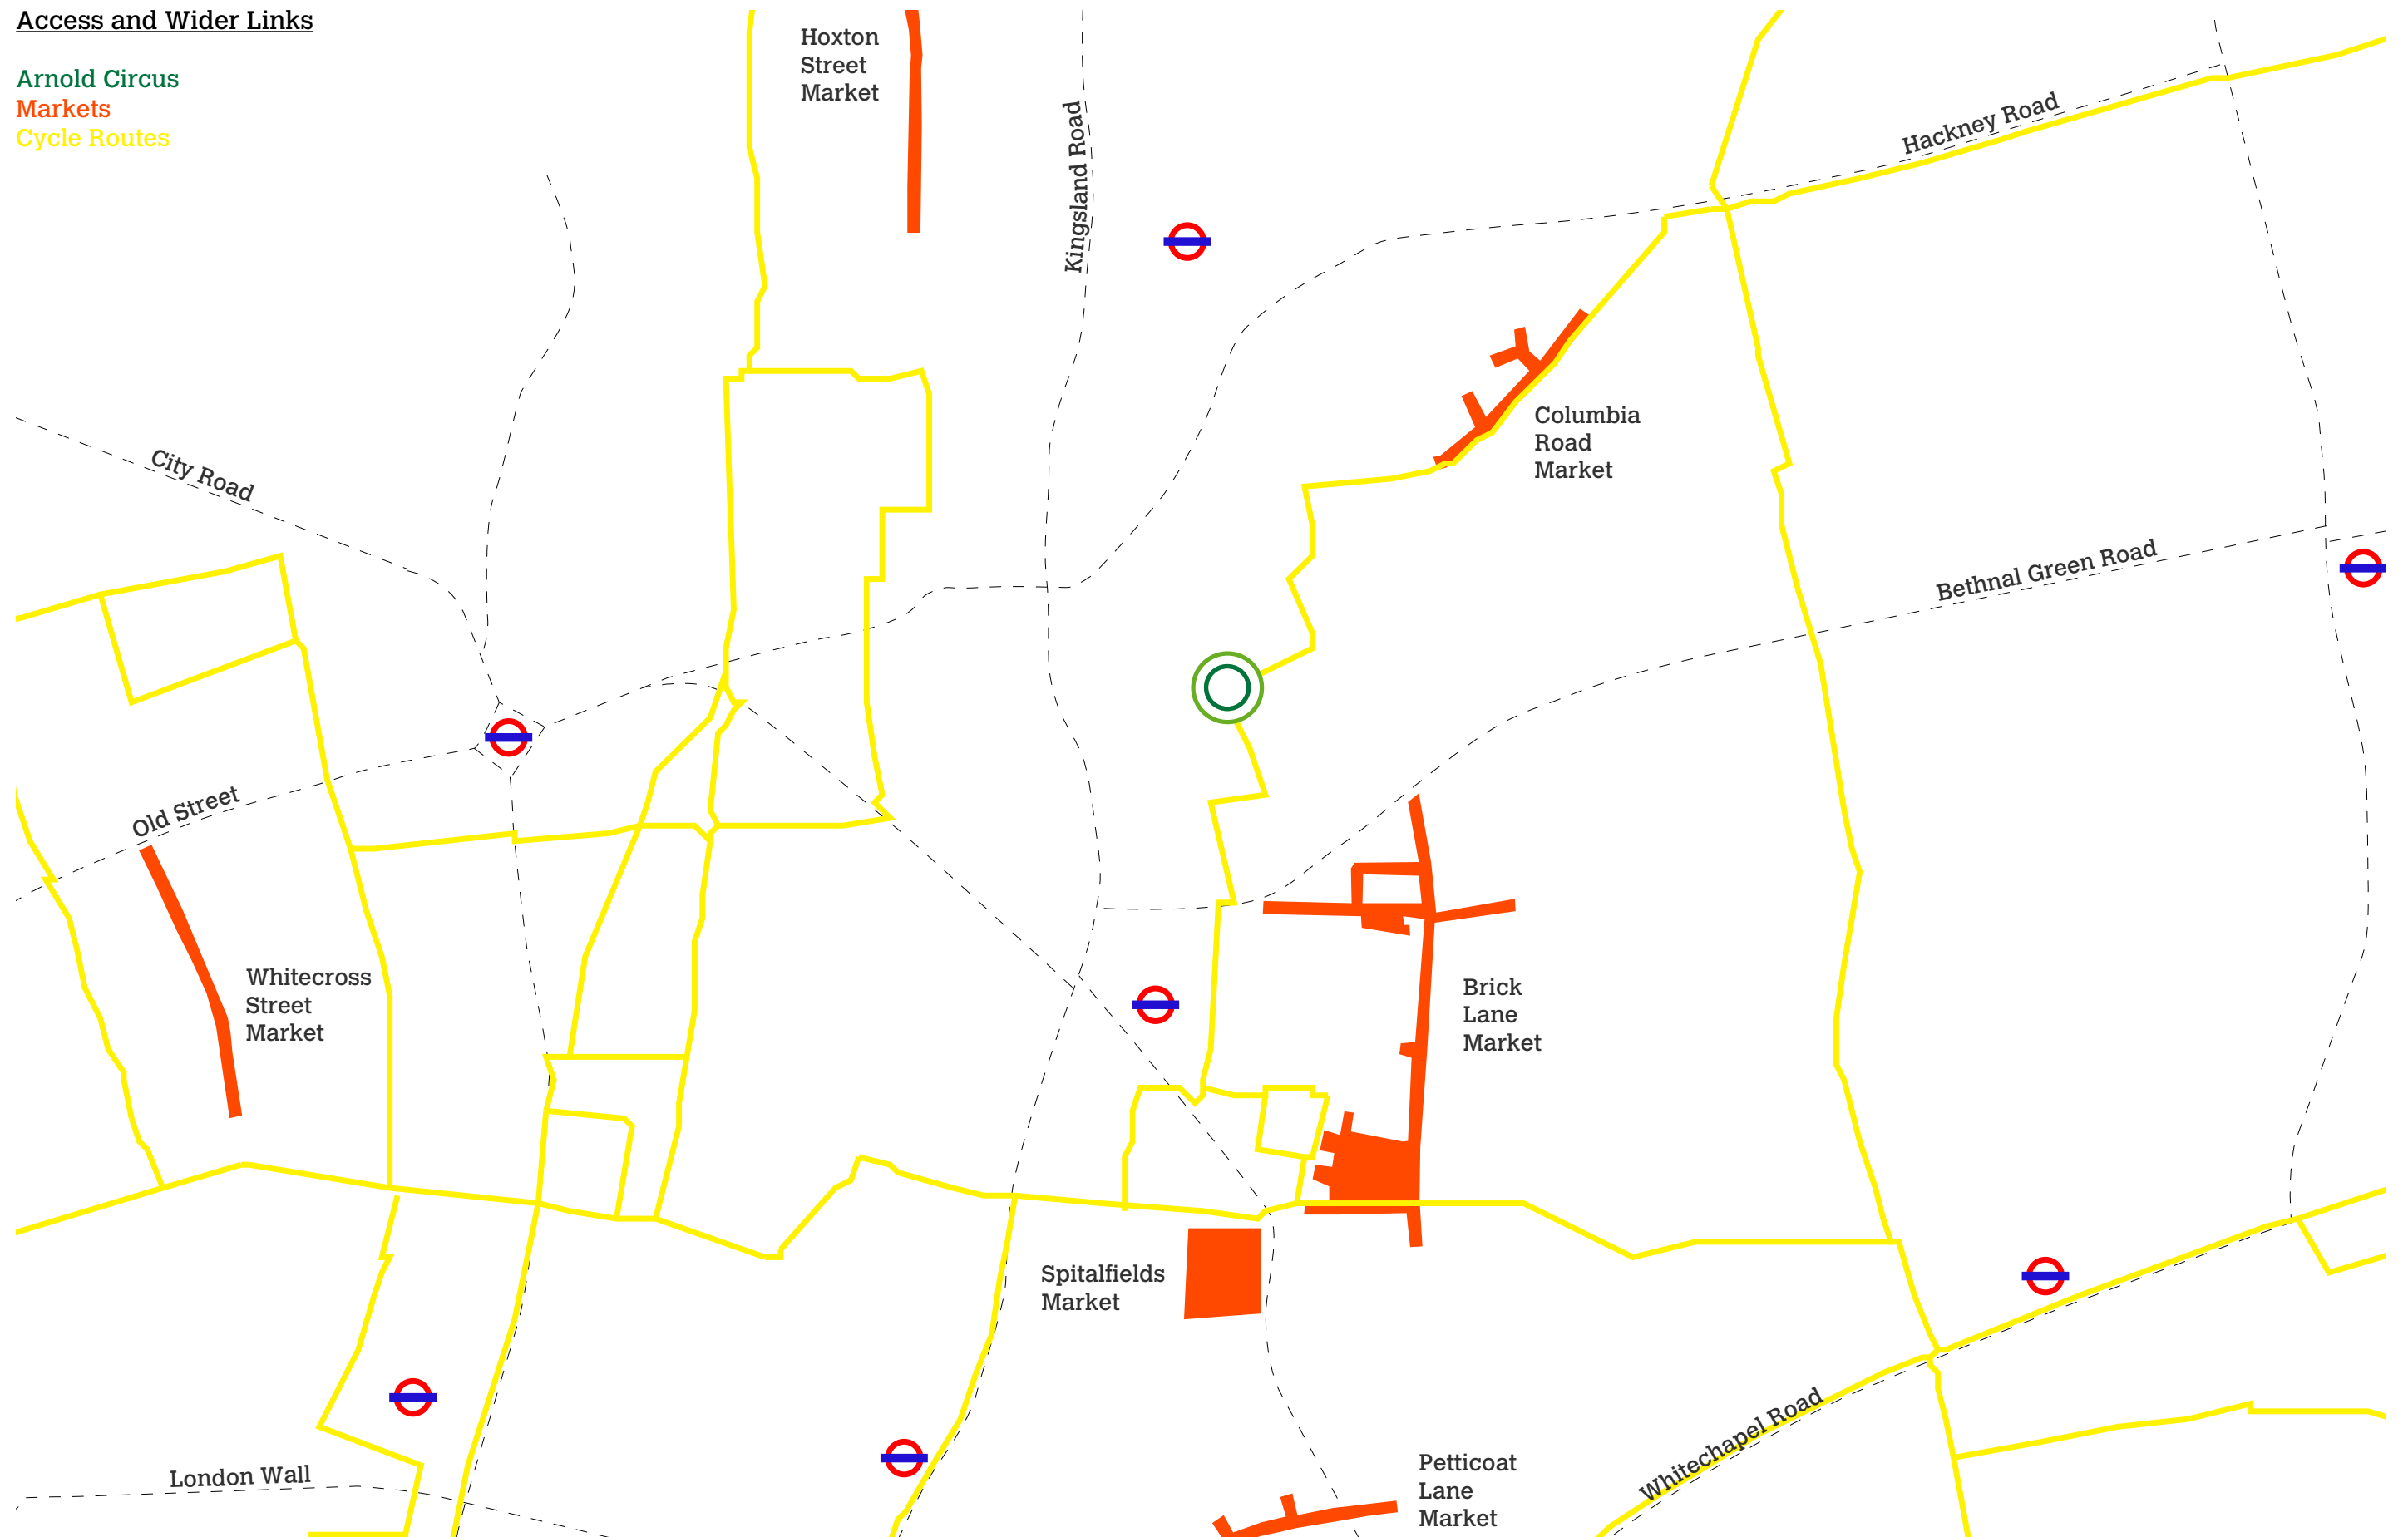 Access and Wider Links
Arnold Circus
Markets
Cycle Routes
Hoxton
Street
Market
Kingsland Road
Hackney Road
City Road
Columbia
Road
Market
Bethnal Green Road
Old Street
Whitecross
Street
Market
Brick
Lane
Market
Spitalfields
Market
London Wall
Petticoat
Lane
Market
Whitechapel Road